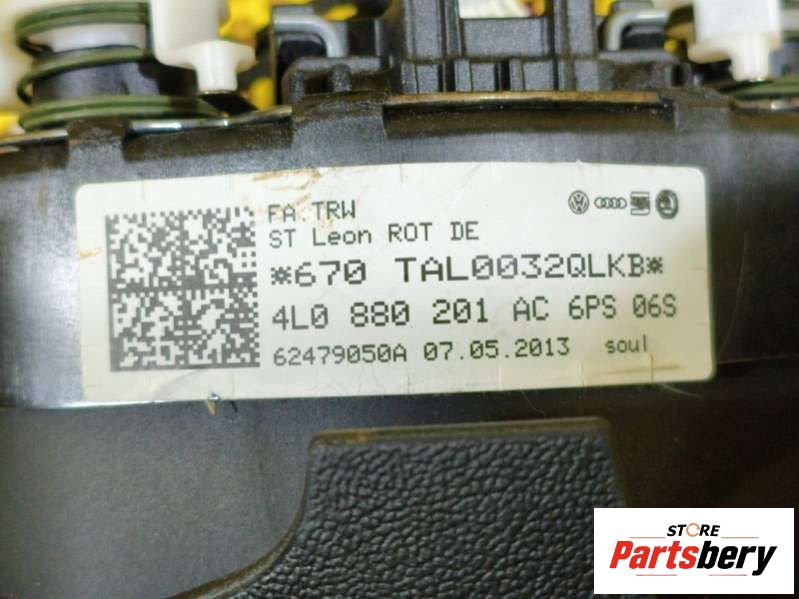 FA.TRW
ST Leon ROT DE
*670 TAL0032QLKB*
4L0 880 201 AC 6PS 06S
62479050A 07.05.2013 soul
STORE
Partsbery